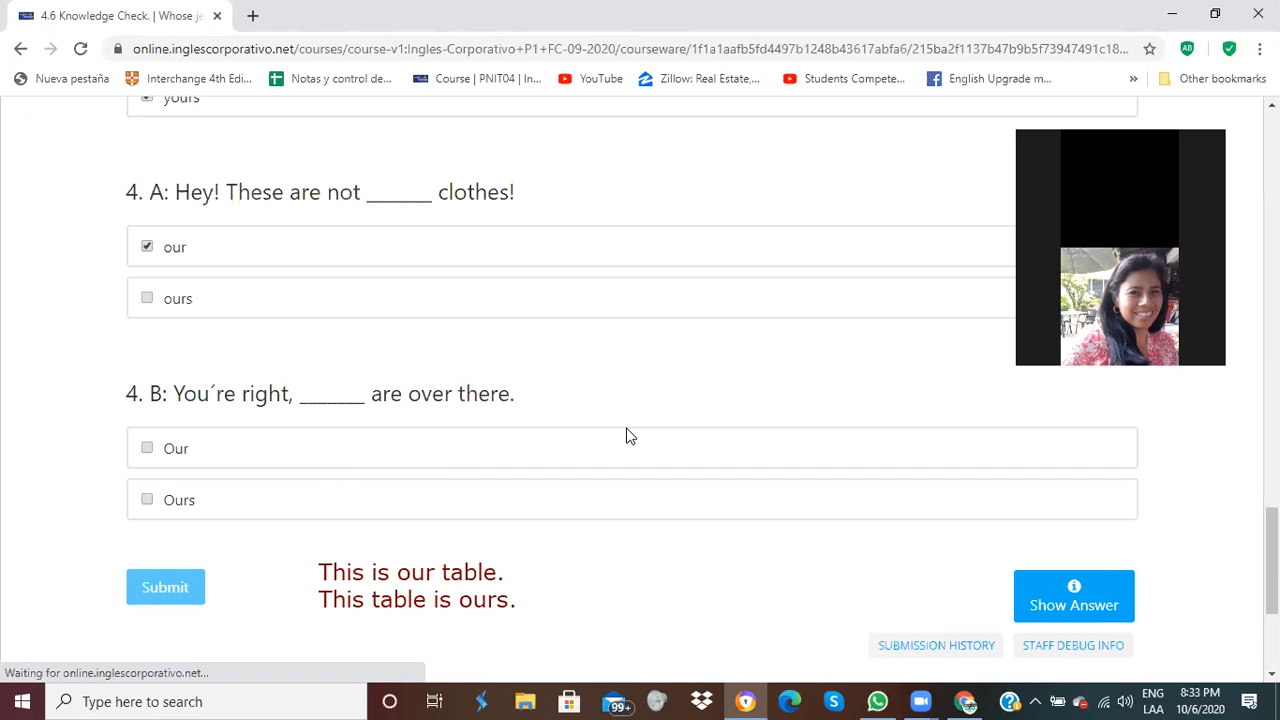 4.6 Knowledge Check. | Whose je
online.inglescorporativo.net/courses/course-v1:Ingles-Corporativo+P1+FC-09-2020/courseware/1f1a1aafb5fd4497b1248b43617abfa6/215ba2f1137b47b9b5f73947491c18...
Nueva pestaña
Interchange 4th Edi...
Notas y control de...
Course | PNIT04 | In...
YouTube
Zillow: Real Estate,...
Students Compete...
English Upgrade m...
»
Other bookmarks
yours
4. A: Hey! These are not ______ clothes!
our
ours
4. B: You´re right, ______ are over there.
Our
Ours
Submit
This is our table.
This table is ours.
Show Answer
SUBMISSION HISTORY
STAFF DEBUG INFO
Waiting for online.inglescorporativo.net...
Type here to search
99+
ENG
LAA
8:33 PM
10/6/2020